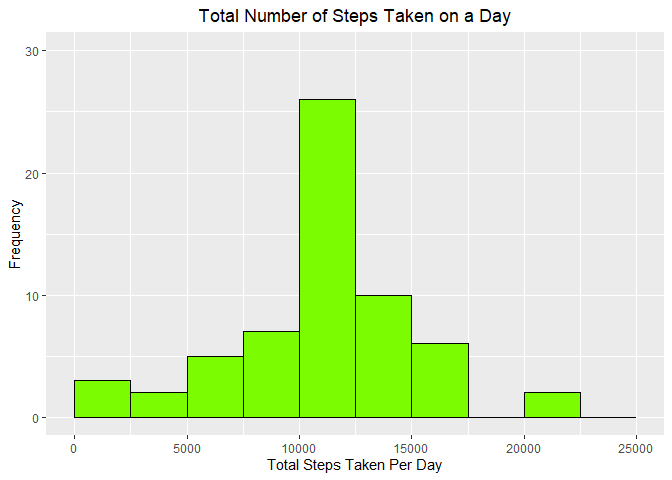 Total Number of Steps Taken on a Day
30
20
10
0
Frequency
0 5000 10000 15000 20000 25000
Total Steps Taken Per Day